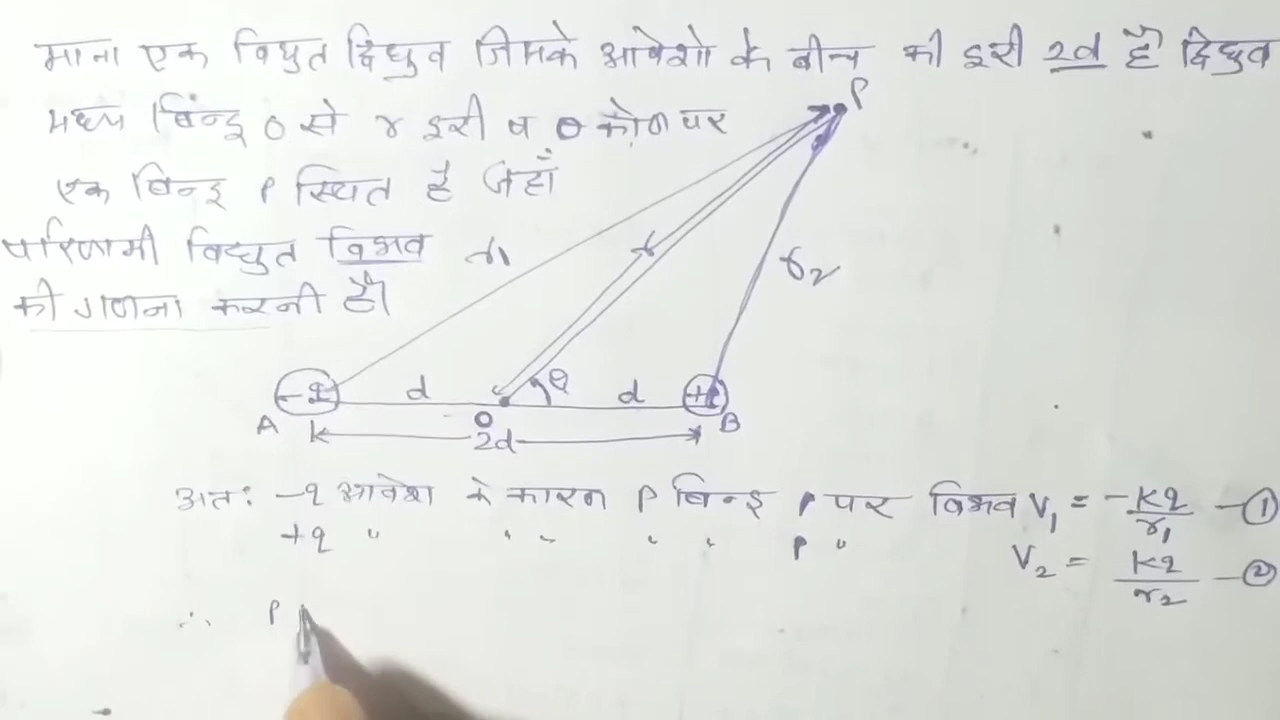 माना एक विधुत द्विध्रुव जिसके आवेशो के बीच की दूरी 2d है द्विध्रुव
मध्य बिंन्दू O से r दूरी व θ कोण पर
एक बिन्दू P स्थित है जहाँ
परिणामी विद्युत विभव
की गणना करनी है।
P
r₁ r r₂
-q d θ d +q
A O B
2d
अतः -q आवेश के कारन P बिन्दू P पर विभव V₁ = -Kq/r₁ -①
+q " " " " " P " V₂ = Kq/r₂ -②
∴ P